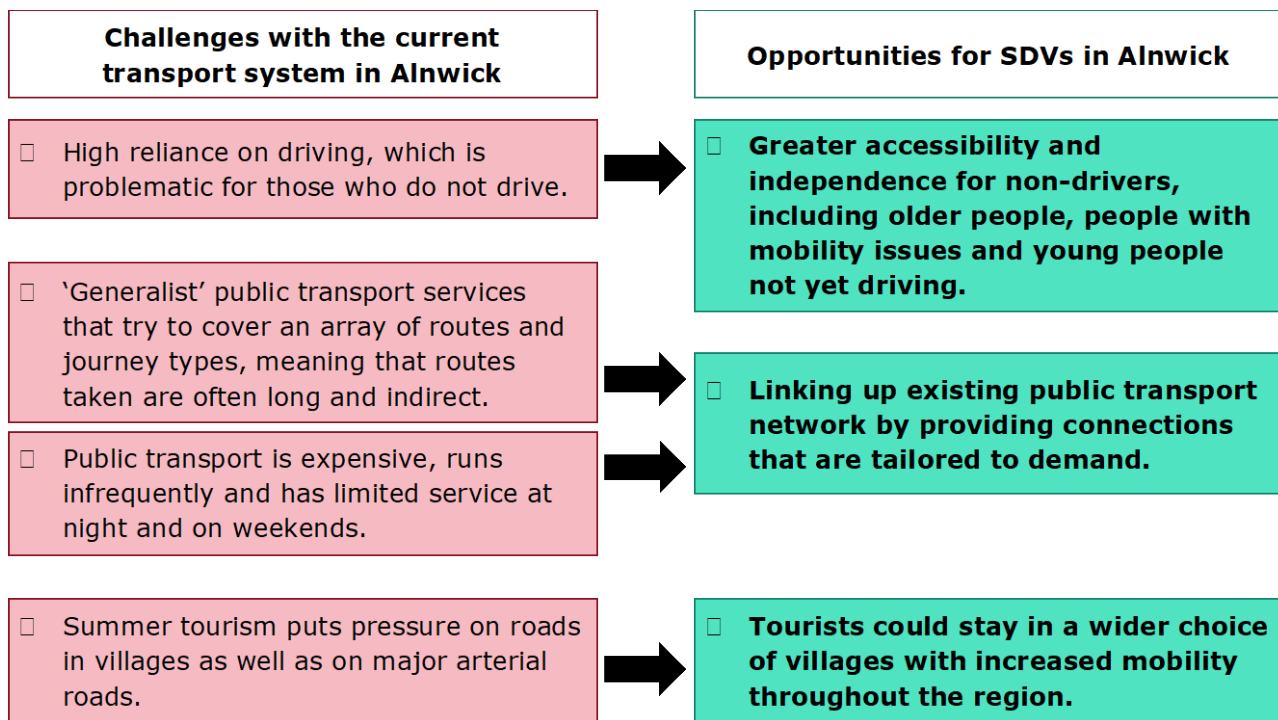 Challenges with the current
transport system in Alnwick
Opportunities for SDVs in Alnwick
High reliance on driving, which is
problematic for those who do not drive.
Greater accessibility and
independence for non-drivers,
including older people, people with
mobility issues and young people
not yet driving.
‘Generalist’ public transport services
that try to cover an array of routes and
journey types, meaning that routes
taken are often long and indirect.
Public transport is expensive, runs
infrequently and has limited service at
night and on weekends.
Linking up existing public transport
network by providing connections
that are tailored to demand.
Summer tourism puts pressure on roads
in villages as well as on major arterial
roads.
Tourists could stay in a wider choice
of villages with increased mobility
throughout the region.